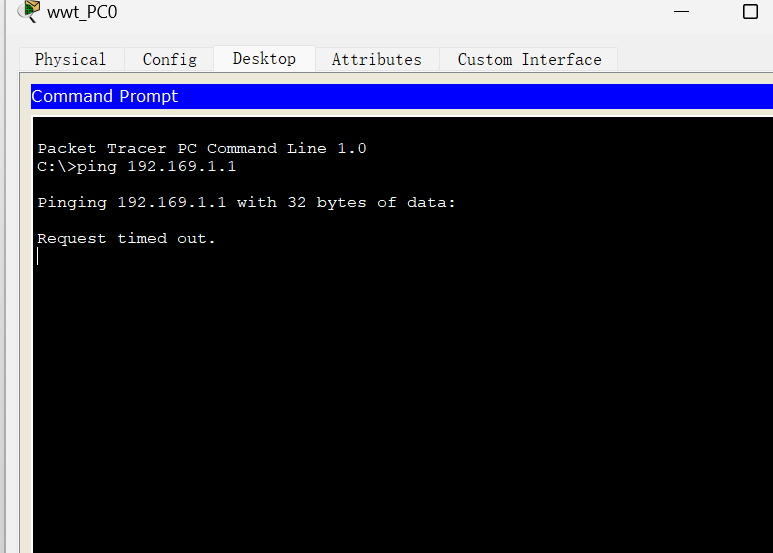 wwt_PC0
Physical Config Desktop Attributes Custom Interface
Command Prompt
Packet Tracer PC Command Line 1.0
C:\>ping 192.169.1.1
Pinging 192.169.1.1 with 32 bytes of data:
Request timed out.